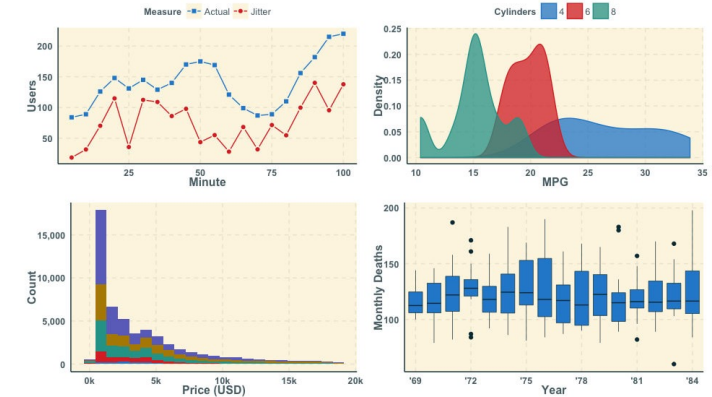 Measure Actual Jitter
200
150
100
50
Users
25 50 75 100
Minute
Cylinders 4 6 8
0.25
0.20
0.15
0.10
0.05
0.00
Density
10 15 20 25 30 35
MPG
15,000
10,000
5,000
0
Count
0k 5k 10k 15k 20k
Price (USD)
200
150
100
Monthly Deaths
'69 '72 '75 '78 '81 '84
Year